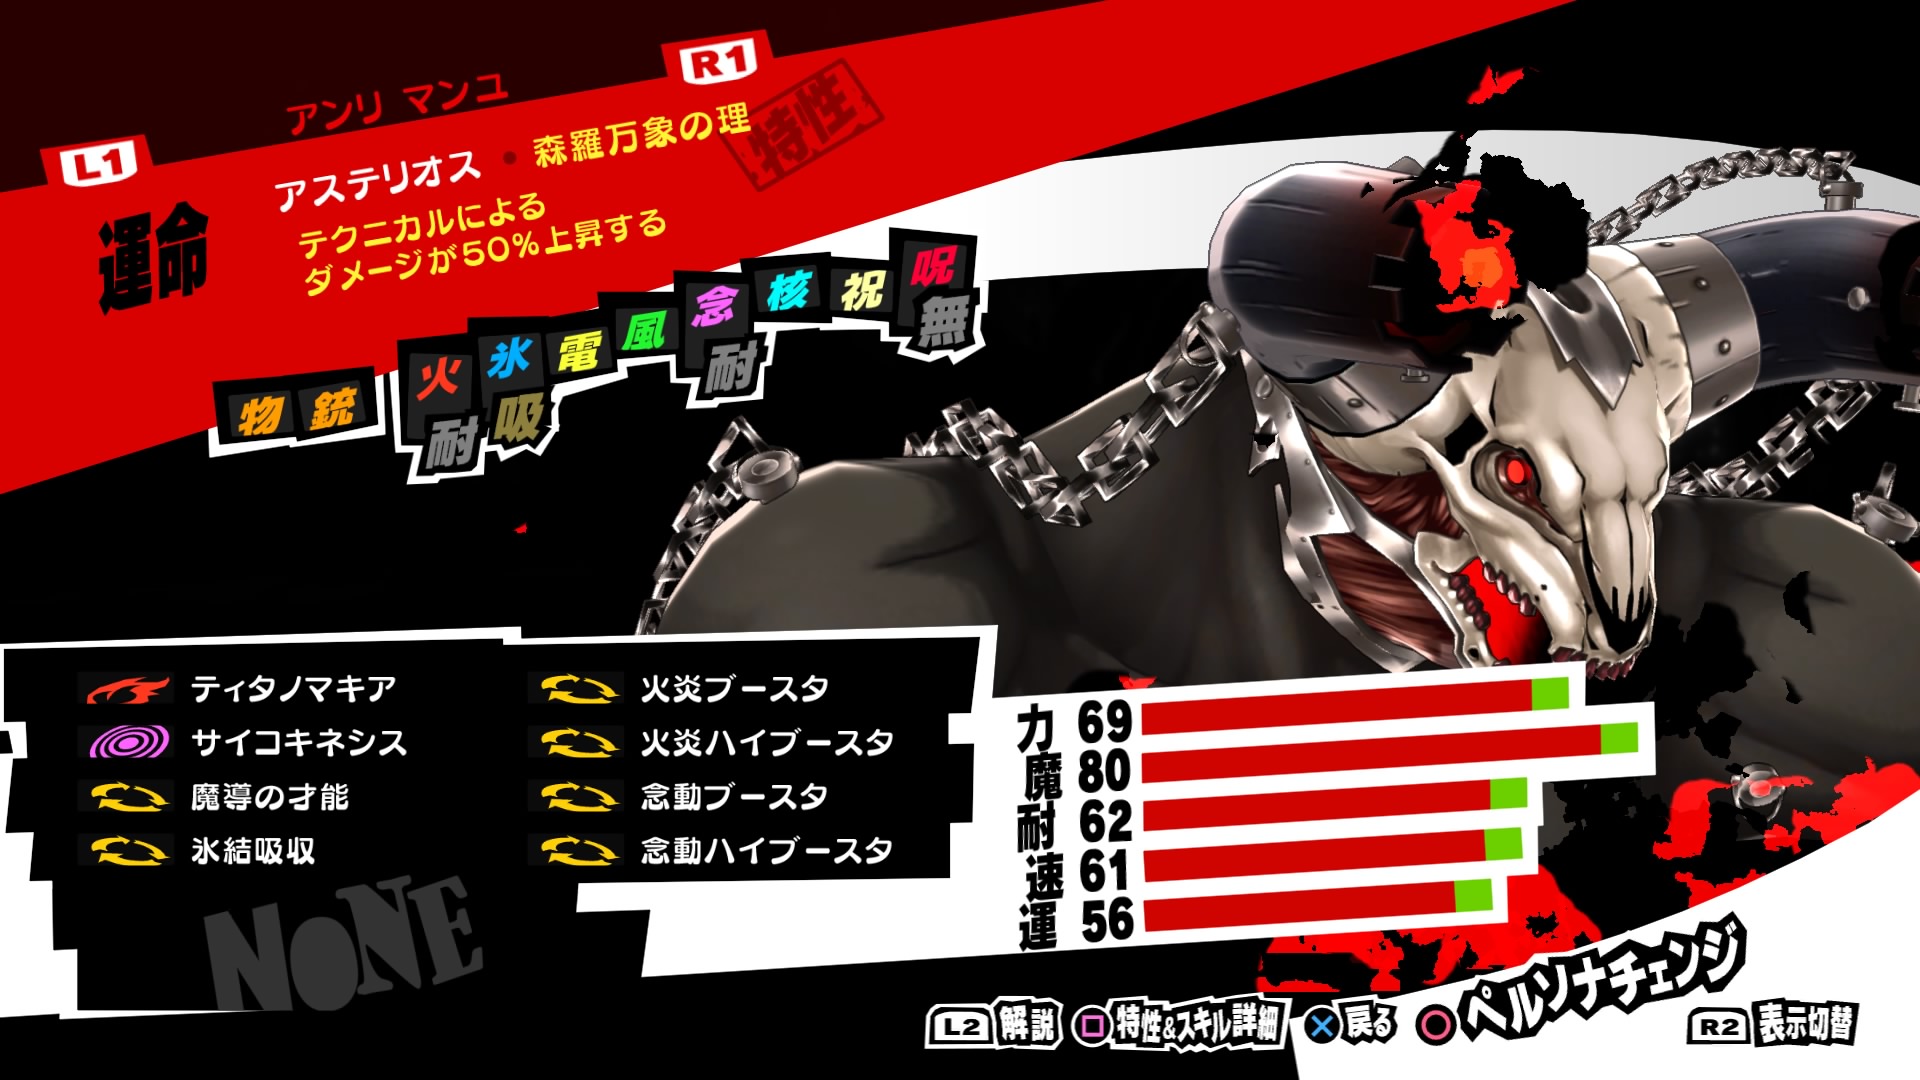 アンリ マンユ
R1
L1
運命
アステリオス・森羅万象の理
特性
テクニカルによる
ダメージが50%上昇する
物 銃 火 氷 電 風 念 核 祝 呪
耐 吸 耐 無
ティタノマキア
サイコキネシス
魔導の才能
氷結吸収
火炎ブースタ
火炎ハイブースタ
念動ブースタ
念動ハイブースタ
NONE
力 69
魔 80
耐 62
速 61
運 56
L2 解説 特性&スキル詳細 戻る ペルソナチェンジ R2 表示切替